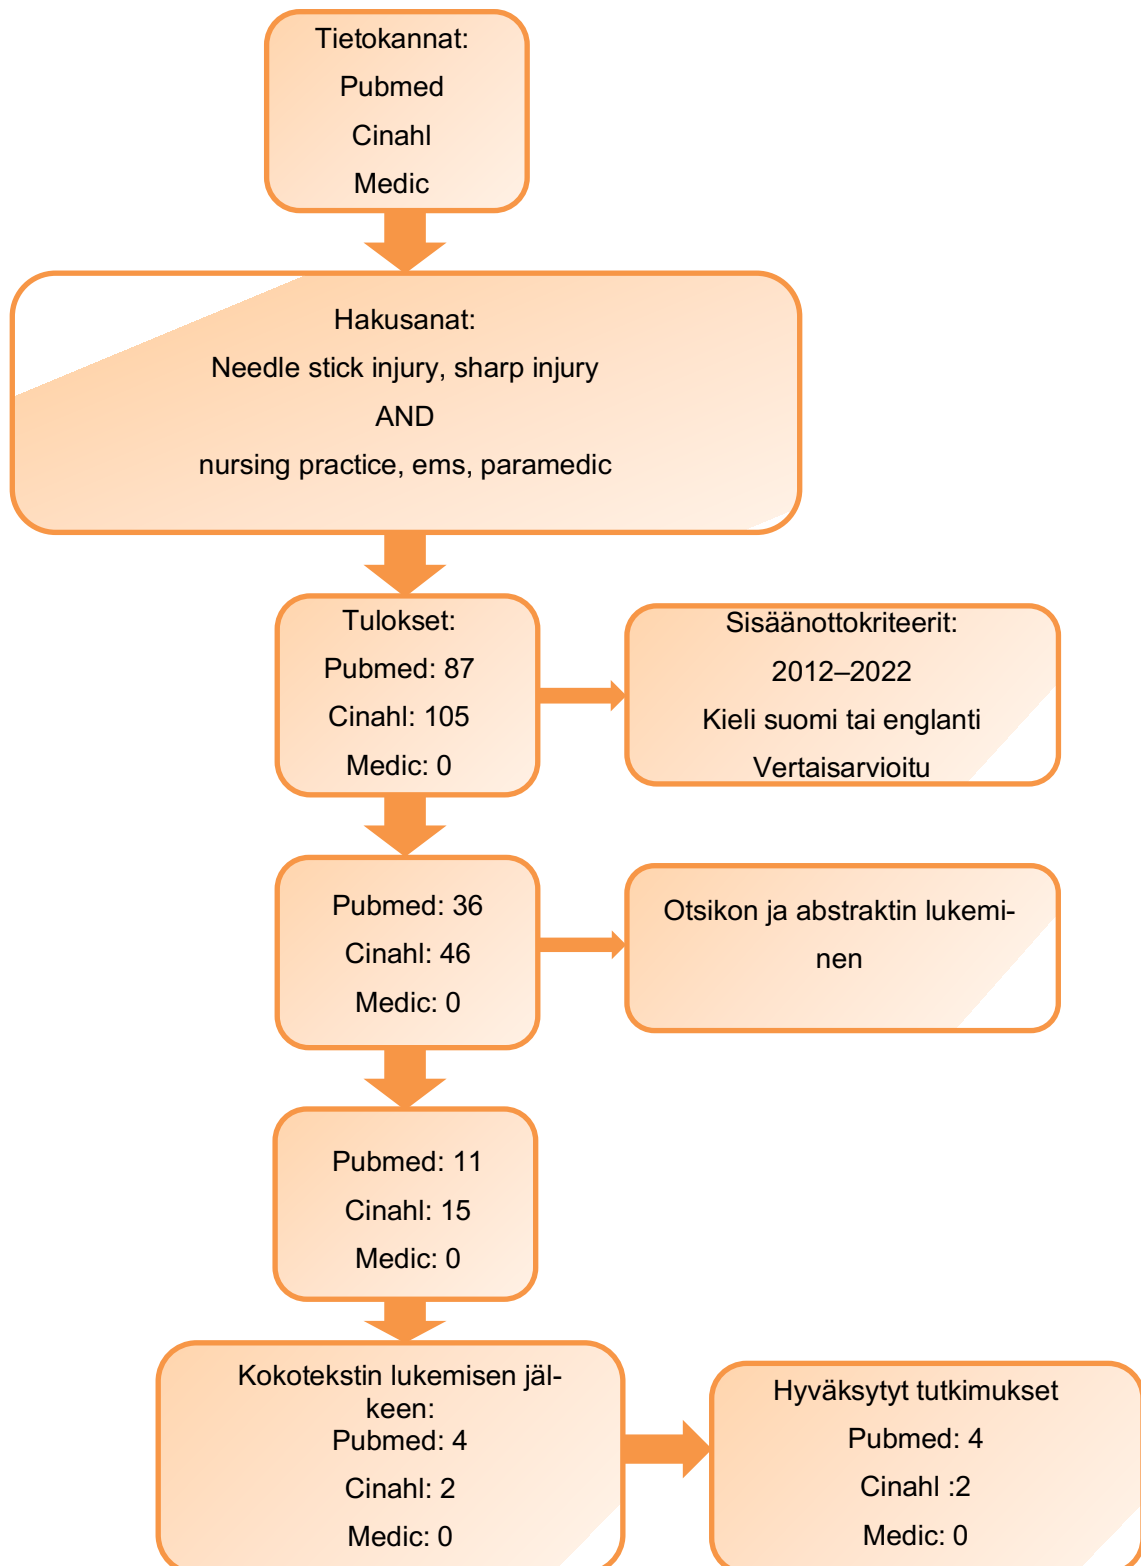 Tietokannat:
Pubmed
Cinahl
Medic
Hakusanat:
Needle stick injury, sharp injury
AND
nursing practice, ems, paramedic
Tulokset:
Pubmed: 87
Cinahl: 105
Medic: 0
Sisäänottokriteerit:
2012–2022
Kieli suomi tai englanti
Vertaisarvioitu
Pubmed: 36
Cinahl: 46
Medic: 0
Otsikon ja abstraktin lukemi-
nen
Pubmed: 11
Cinahl: 15
Medic: 0
Kokotekstin lukemisen jäl-
keen:
Pubmed: 4
Cinahl: 2
Medic: 0
Hyväksytyt tutkimukset
Pubmed: 4
Cinahl :2
Medic: 0